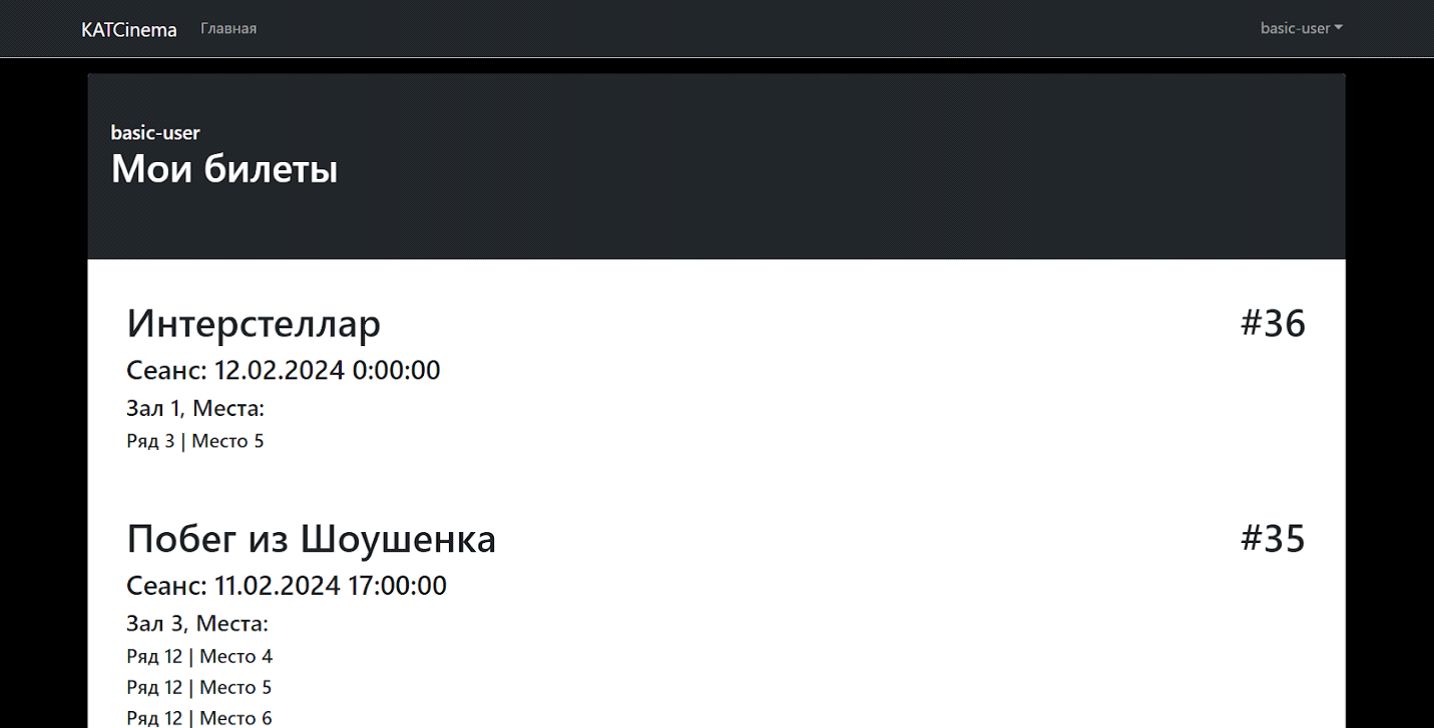 KATCinema Главная basic-user
basic-user
Мои билеты
Интерстеллар #36
Сеанс: 12.02.2024 0:00:00
Зал 1, Места:
Ряд 3 | Место 5
Побег из Шоушенка #35
Сеанс: 11.02.2024 17:00:00
Зал 3, Места:
Ряд 12 | Место 4
Ряд 12 | Место 5
Ряд 12 | Место 6